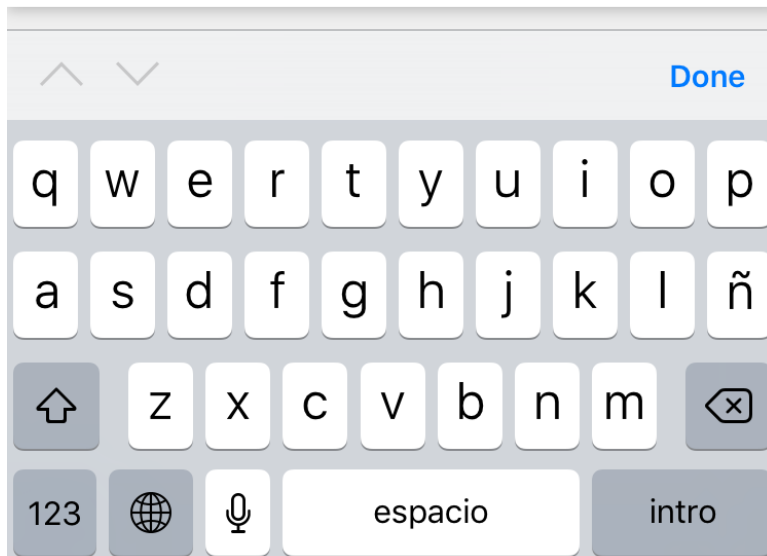 Done
q w e r t y u i o p
a s d f g h j k l ñ
z x c v b n m
123 espacio intro